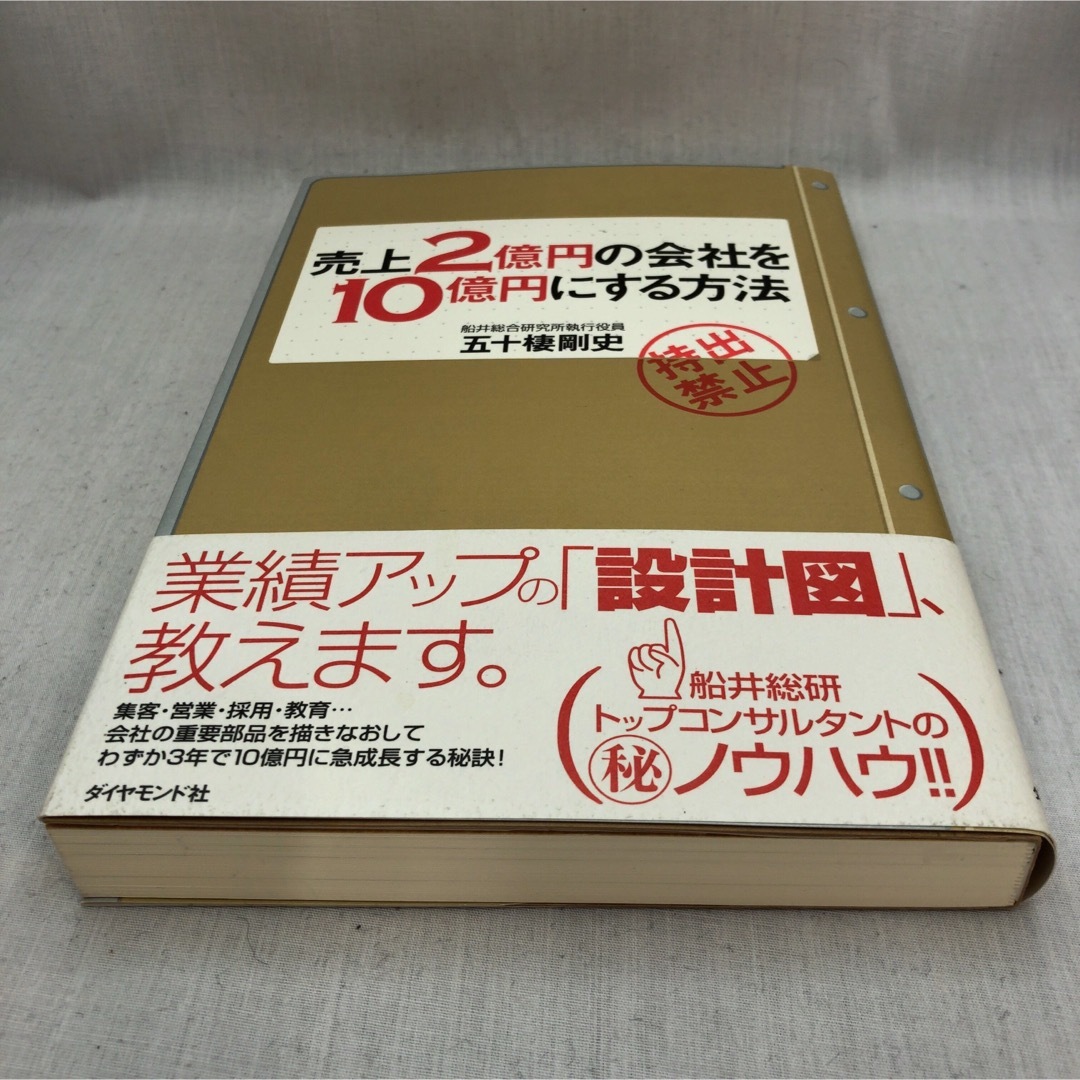 売上2億円の会社を
10億円にする方法
船井総合研究所執行役員
五十棲剛史
持出
禁止
業績アップの「設計図」、
教えます。
集客・営業・採用・教育…
会社の重要部品を描きなおして
わずか3年で10億円に急成長する秘訣!
ダイヤモンド社
船井総研
トップコンサルタントの
㊙ノウハウ!!